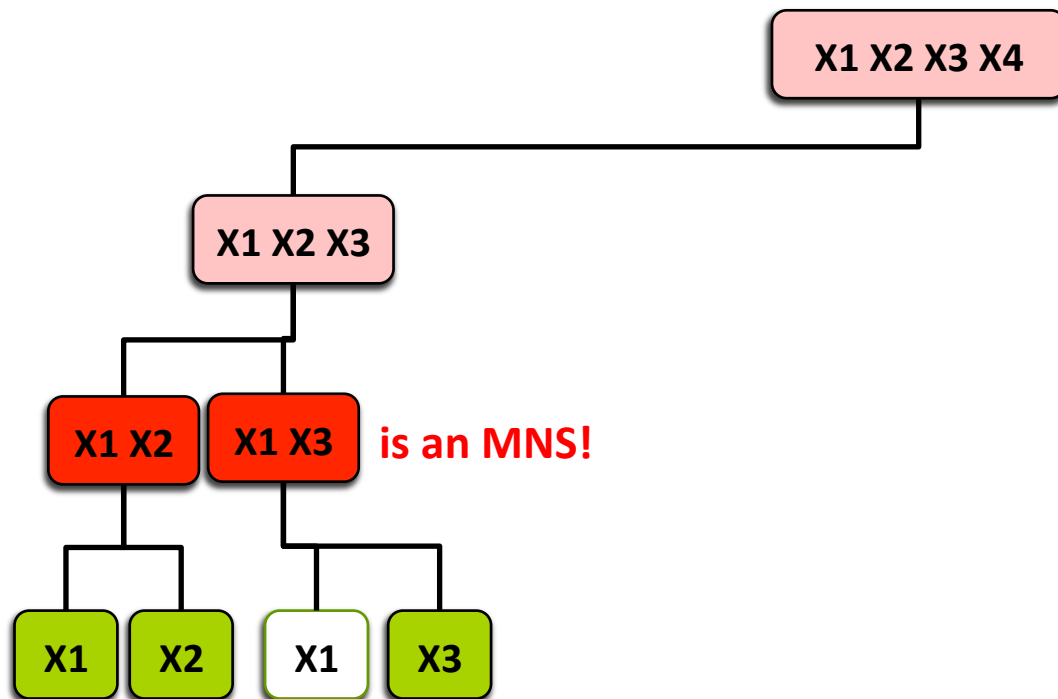 X1 X2 X3 X4
X1 X2 X3
X1 X2
X1 X3
is an MNS!
X1
X2
X1
X3